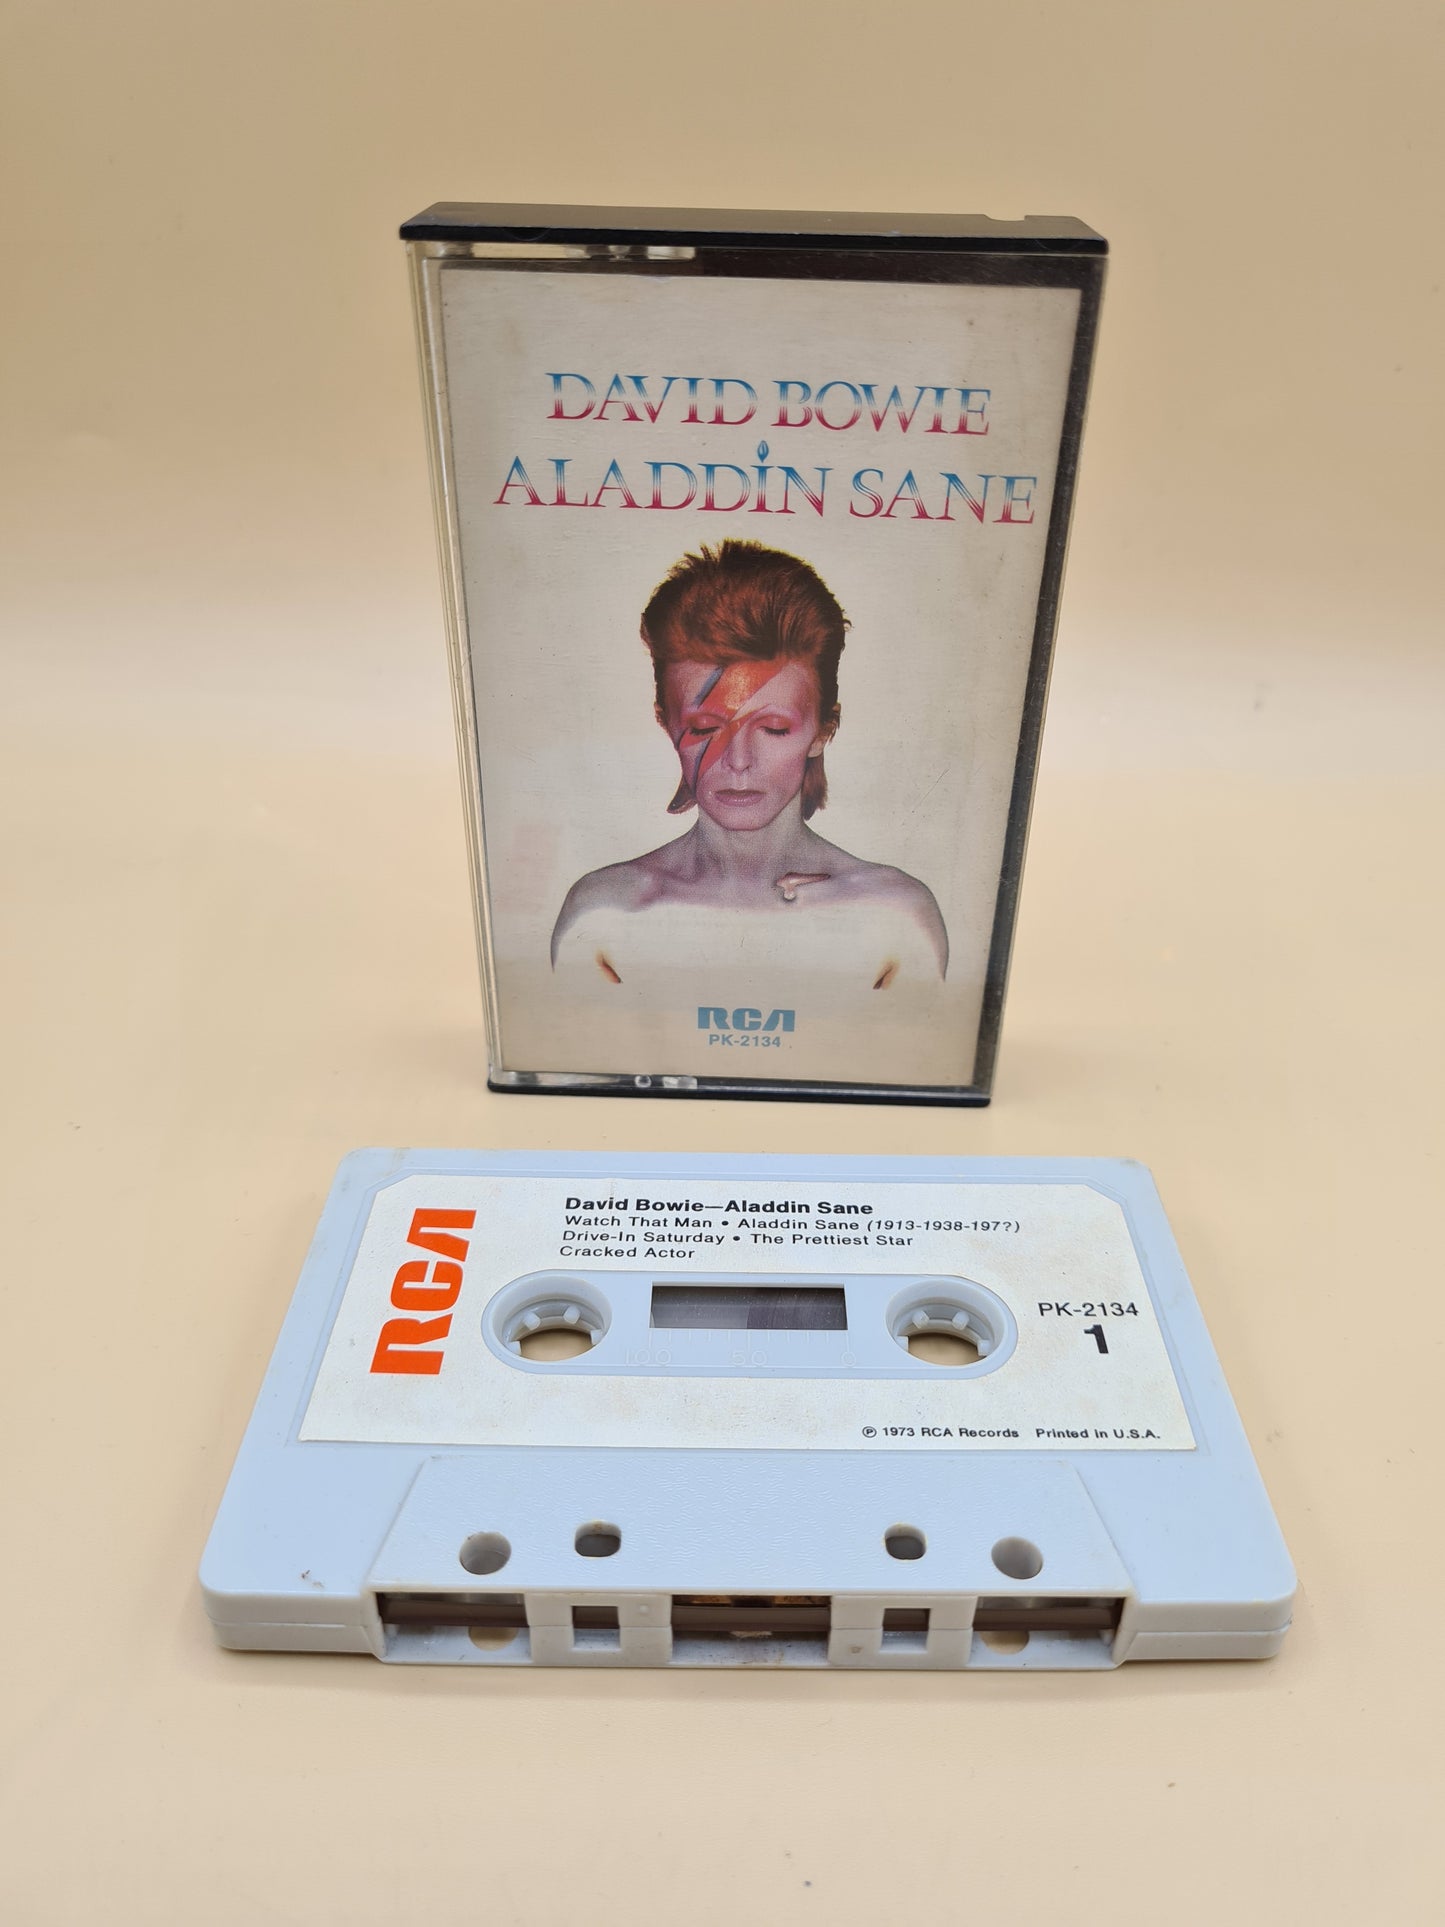 DAVID BOWIE
ALADDIN SANE
RCA
PK-2134
RCA
David Bowie—Aladdin Sane
Watch That Man • Aladdin Sane (1913-1938-197?)
Drive-In Saturday • The Prettiest Star
Cracked Actor
PK-2134
1
100 50 0
℗ 1973 RCA Records Printed in U.S.A.